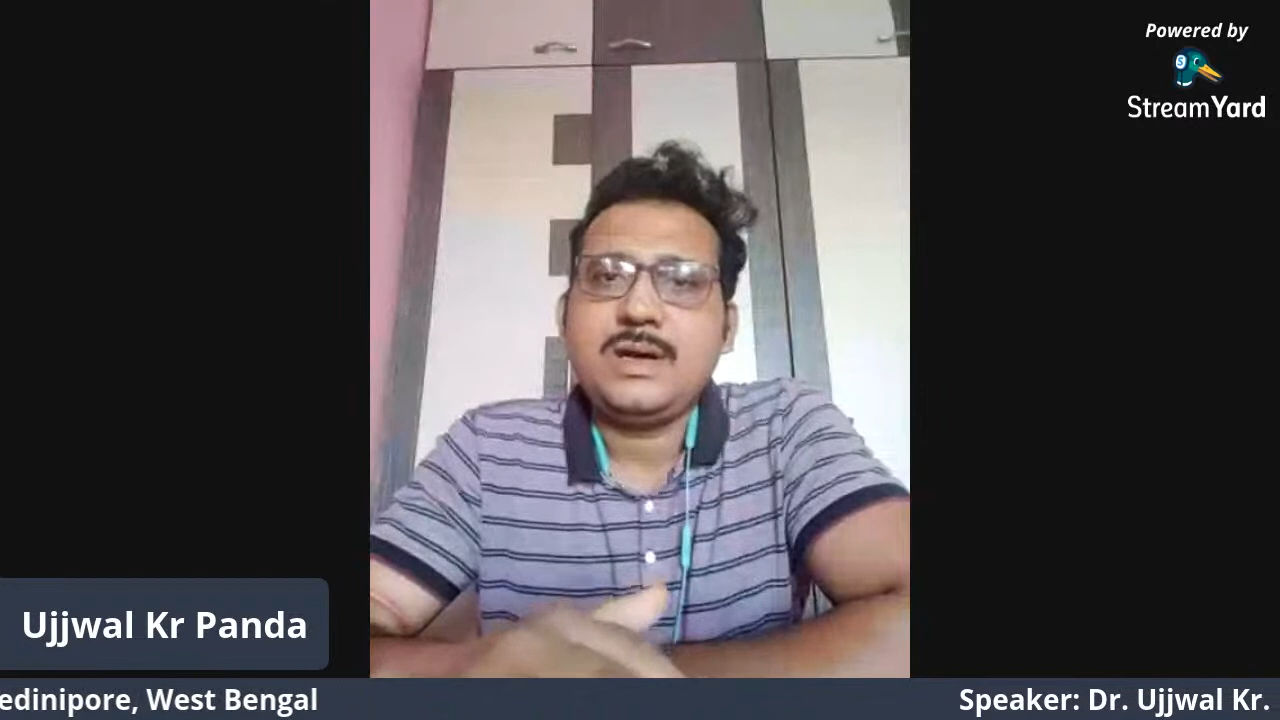 Powered by
StreamYard
Ujjwal Kr Panda
edinipore, West Bengal
Speaker: Dr. Ujjwal Kr.